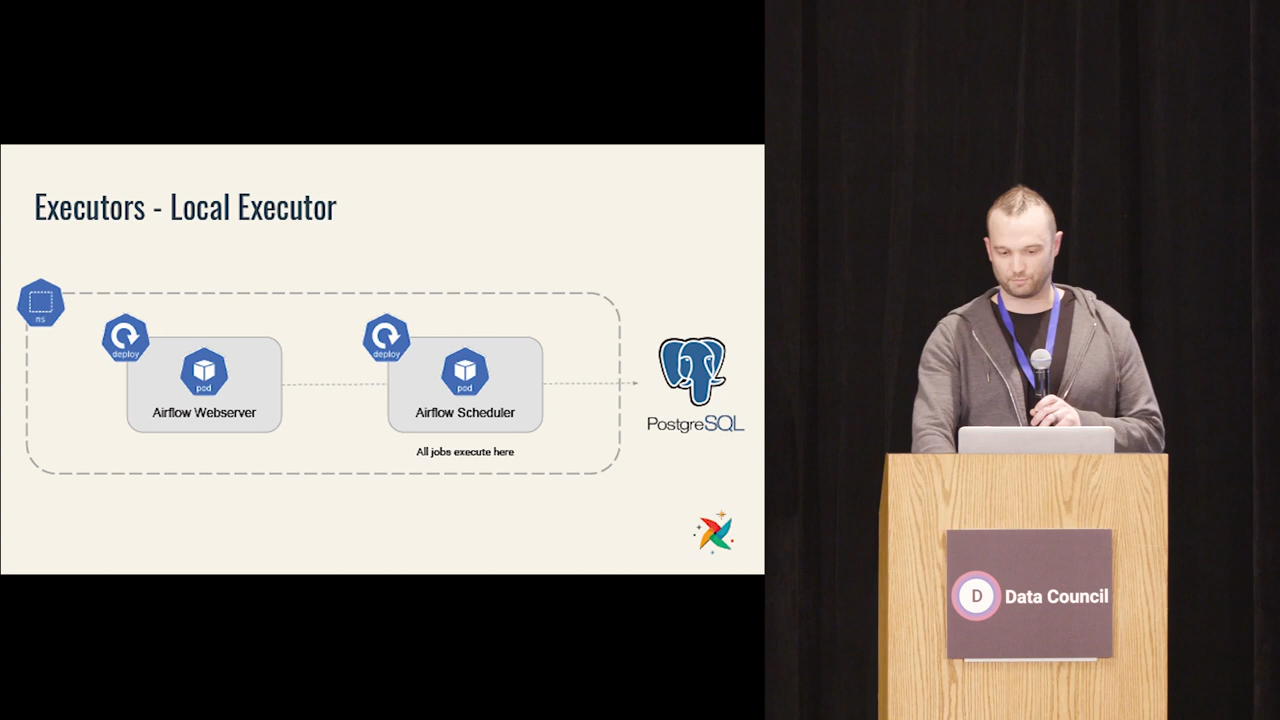 Executors - Local Executor
ns
deploy
pod
Airflow Webserver
deploy
pod
Airflow Scheduler
All jobs execute here
PostgreSQL
D Data Council